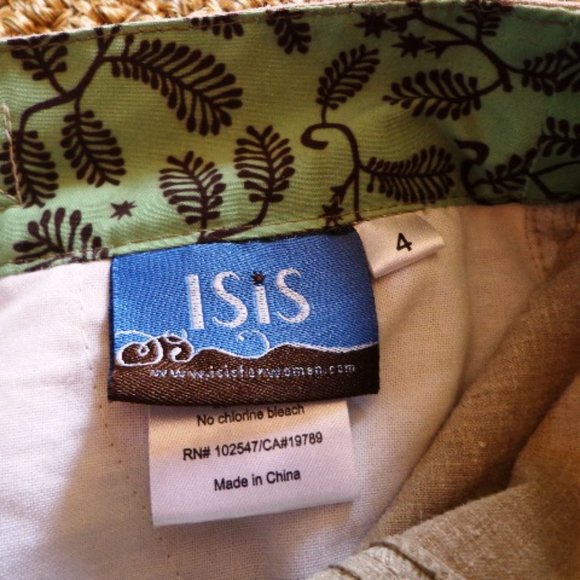 4
ISiS
www.isisforwomen.com
No chlorine bleach
RN# 102547/CA#19789
Made in China